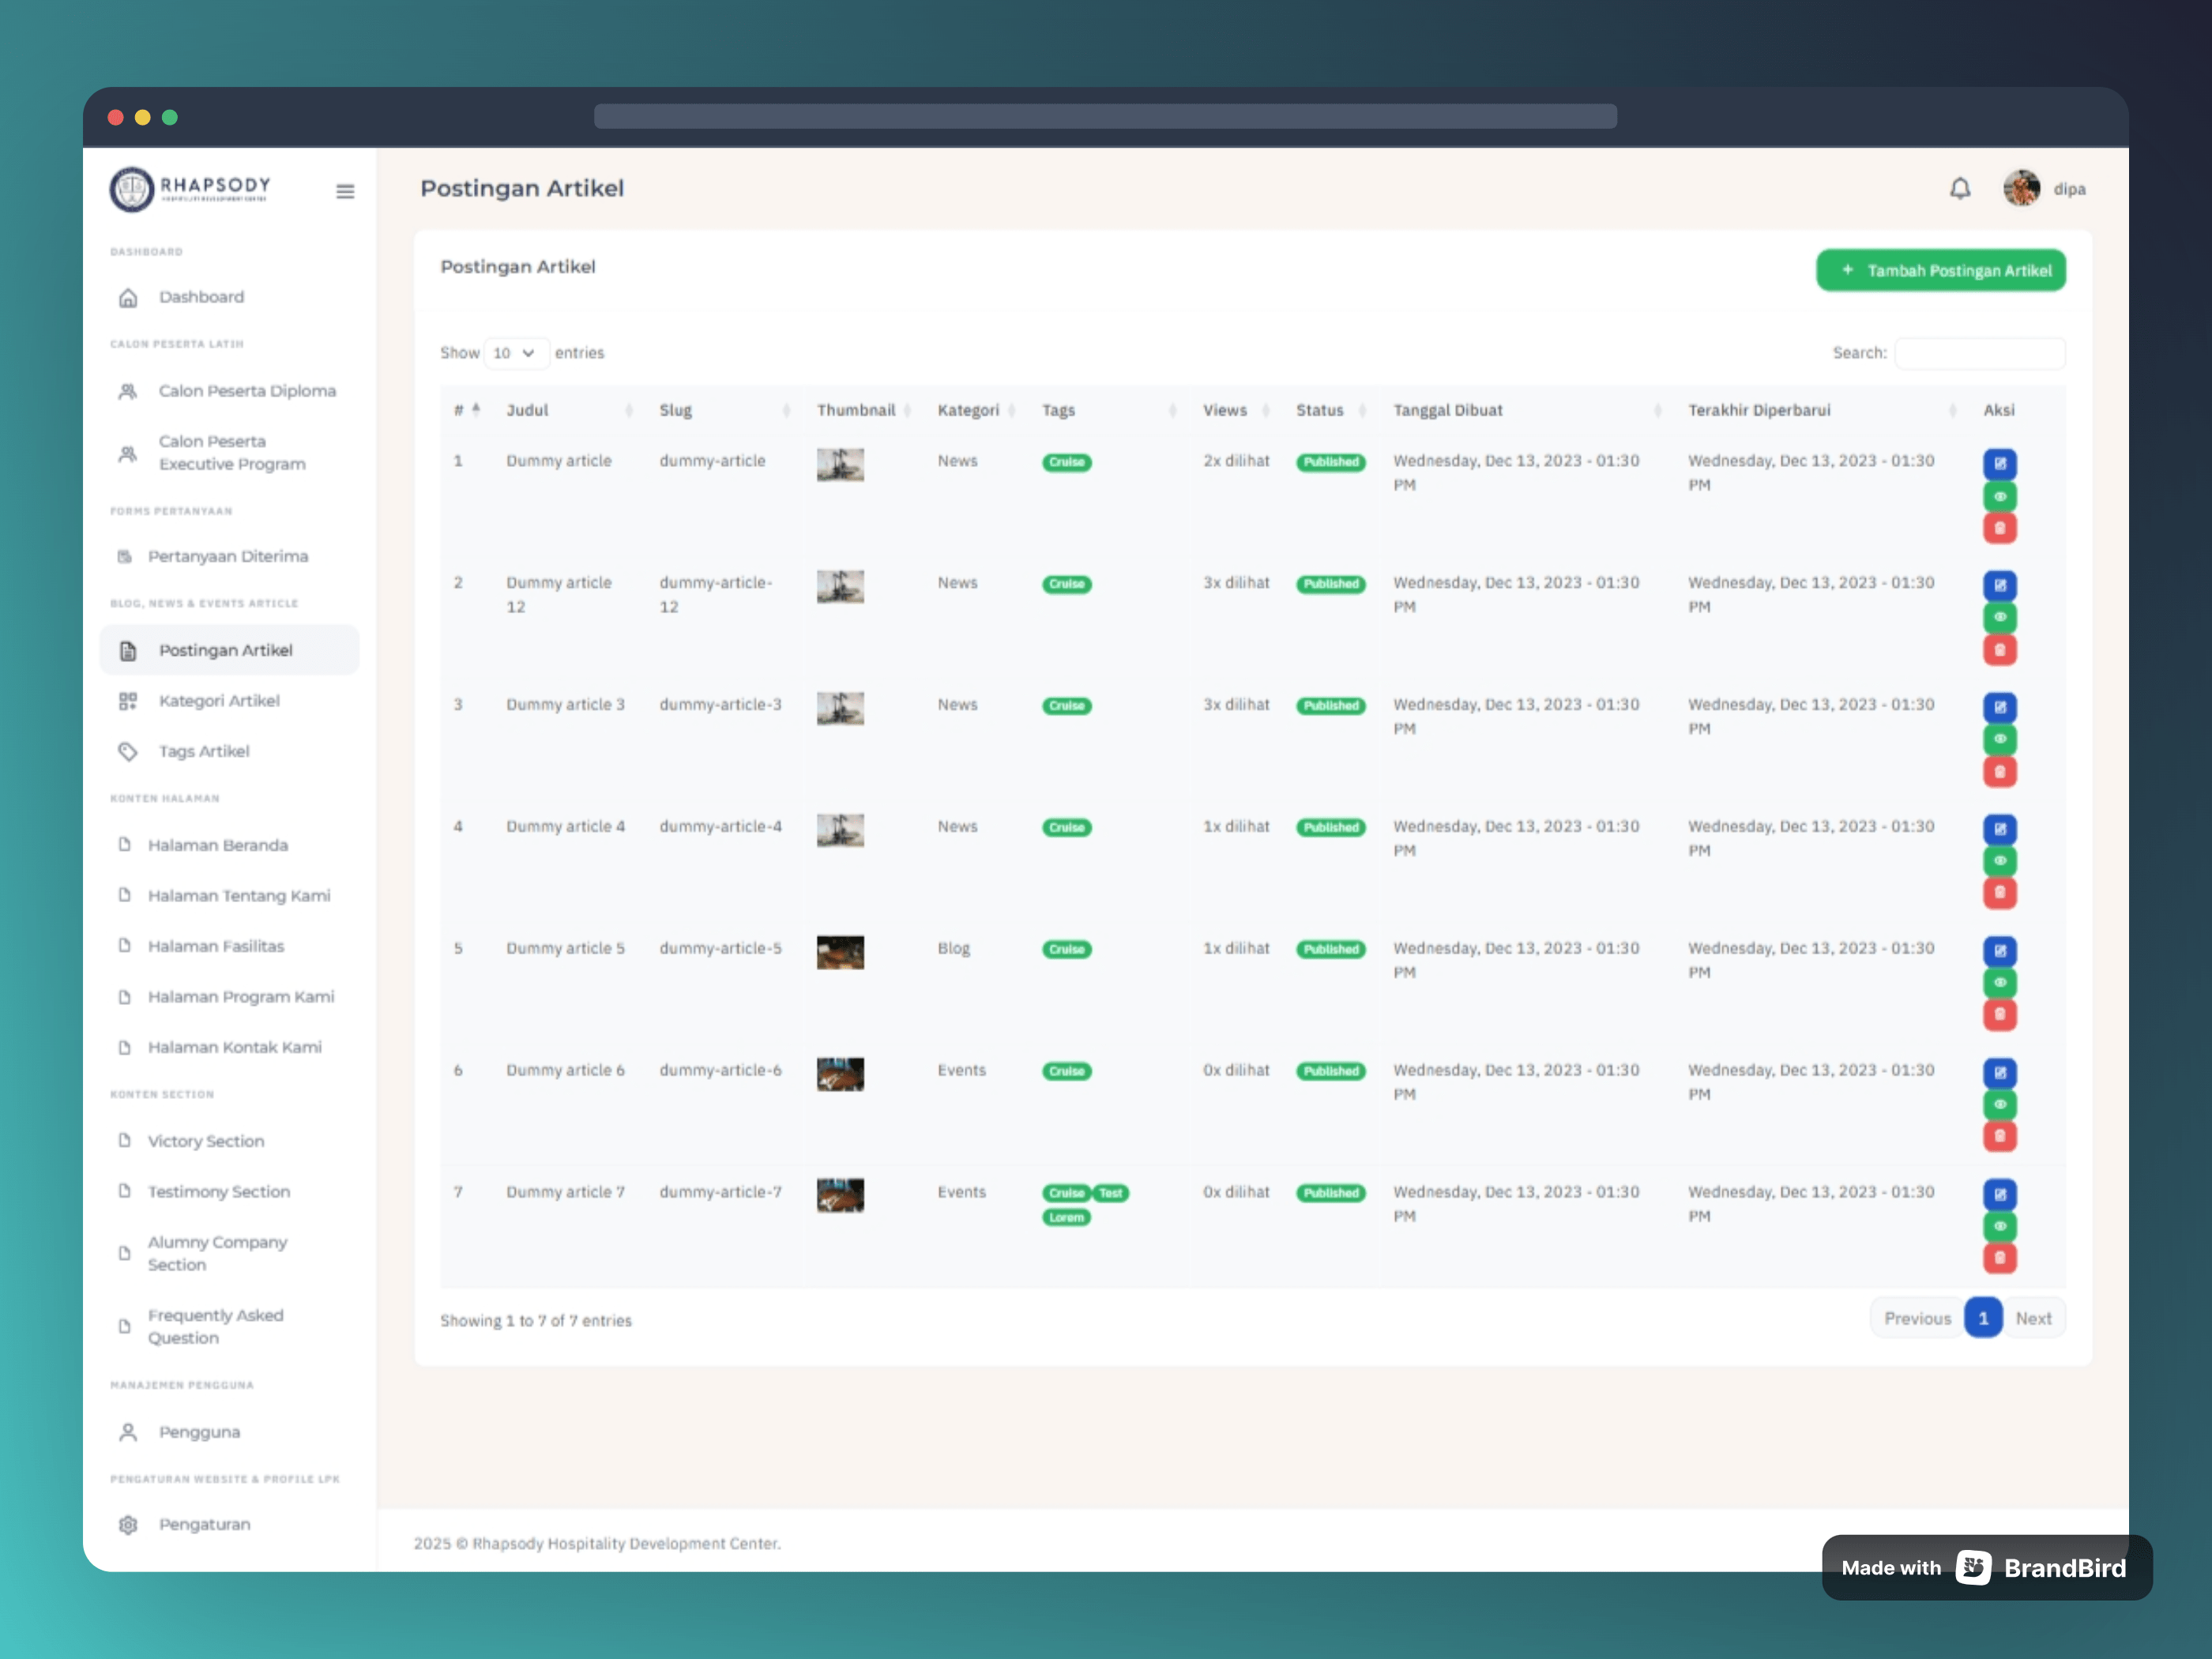 RHAPSODY
HOSPITALITY DEVELOPMENT CENTER
Postingan Artikel
dipa
DASHBOARD
Dashboard
CALON PESERTA LATIH
Calon Peserta Diploma
Calon Peserta
Executive Program
FORMS PERTANYAAN
Pertanyaan Diterima
BLOG, NEWS & EVENTS ARTICLE
Postingan Artikel
Kategori Artikel
Tags Artikel
KONTEN HALAMAN
Halaman Beranda
Halaman Tentang Kami
Halaman Fasilitas
Halaman Program Kami
Halaman Kontak Kami
KONTEN SECTION
Victory Section
Testimony Section
Alumny Company
Section
Frequently Asked
Question
MANAJEMEN PENGGUNA
Pengguna
PENGATURAN WEBSITE & PROFILE LPK
Pengaturan
Postingan Artikel
+ Tambah Postingan Artikel
Show 10 entries
Search:
# Judul Slug Thumbnail Kategori Tags Views Status Tanggal Dibuat Terakhir Diperbarui Aksi
1 Dummy article dummy-article News Cruise 2x dilihat Published Wednesday, Dec 13, 2023 - 01:30 Wednesday, Dec 13, 2023 - 01:30
PM PM
2 Dummy article dummy-article- News Cruise 3x dilihat Published Wednesday, Dec 13, 2023 - 01:30 Wednesday, Dec 13, 2023 - 01:30
12 12 PM PM
3 Dummy article 3 dummy-article-3 News Cruise 3x dilihat Published Wednesday, Dec 13, 2023 - 01:30 Wednesday, Dec 13, 2023 - 01:30
PM PM
4 Dummy article 4 dummy-article-4 News Cruise 1x dilihat Published Wednesday, Dec 13, 2023 - 01:30 Wednesday, Dec 13, 2023 - 01:30
PM PM
5 Dummy article 5 dummy-article-5 Blog Cruise 1x dilihat Published Wednesday, Dec 13, 2023 - 01:30 Wednesday, Dec 13, 2023 - 01:30
PM PM
6 Dummy article 6 dummy-article-6 Events Cruise 0x dilihat Published Wednesday, Dec 13, 2023 - 01:30 Wednesday, Dec 13, 2023 - 01:30
PM PM
7 Dummy article 7 dummy-article-7 Events Cruise Test 0x dilihat Published Wednesday, Dec 13, 2023 - 01:30 Wednesday, Dec 13, 2023 - 01:30
Lorem PM PM
Showing 1 to 7 of 7 entries
Previous 1 Next
2025 © Rhapsody Hospitality Development Center.
Made with BrandBird